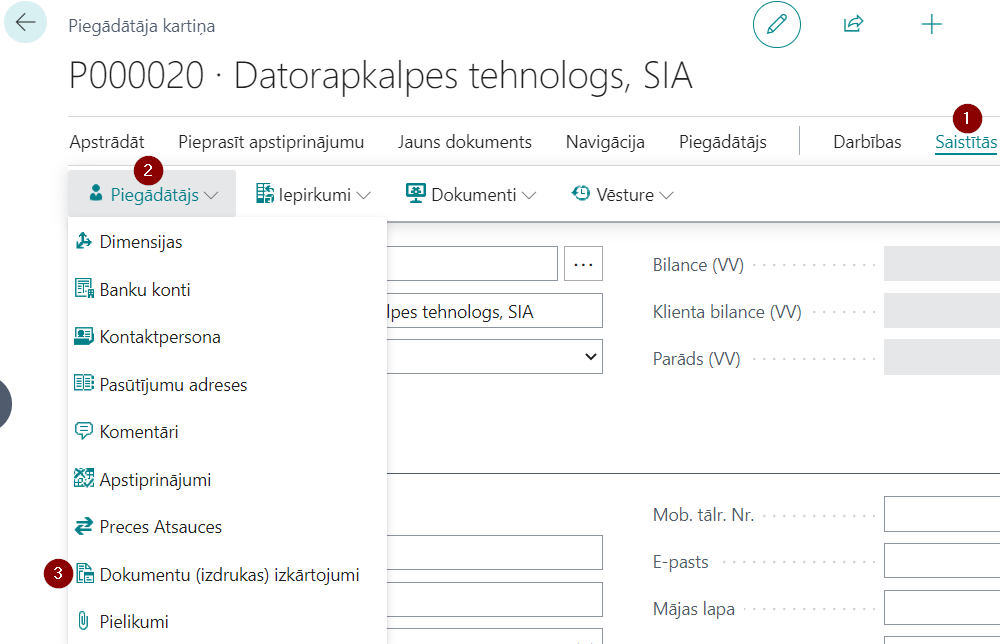 Piegādātāja kartiņa
P000020 · Datorapkalpes tehnologs, SIA
1
Apstrādāt Pieprasīt apstiprinājumu Jauns dokuments Navigācija Piegādātājs Darbības Saistītās
2
Piegādātājs Iepirkumi Dokumenti Vēsture
Dimensijas
Bilance (VV)
Banku konti
lpes tehnologs, SIA Klienta bilance (VV)
Kontaktpersona
Parāds (VV)
Pasūtījumu adreses
Komentāri
Apstiprinājumi
Mob. tālr. Nr.
Preces Atsauces
E-pasts
3 Dokumentu (izdrukas) izkārtojumi
Mājas lapa
Pielikumi